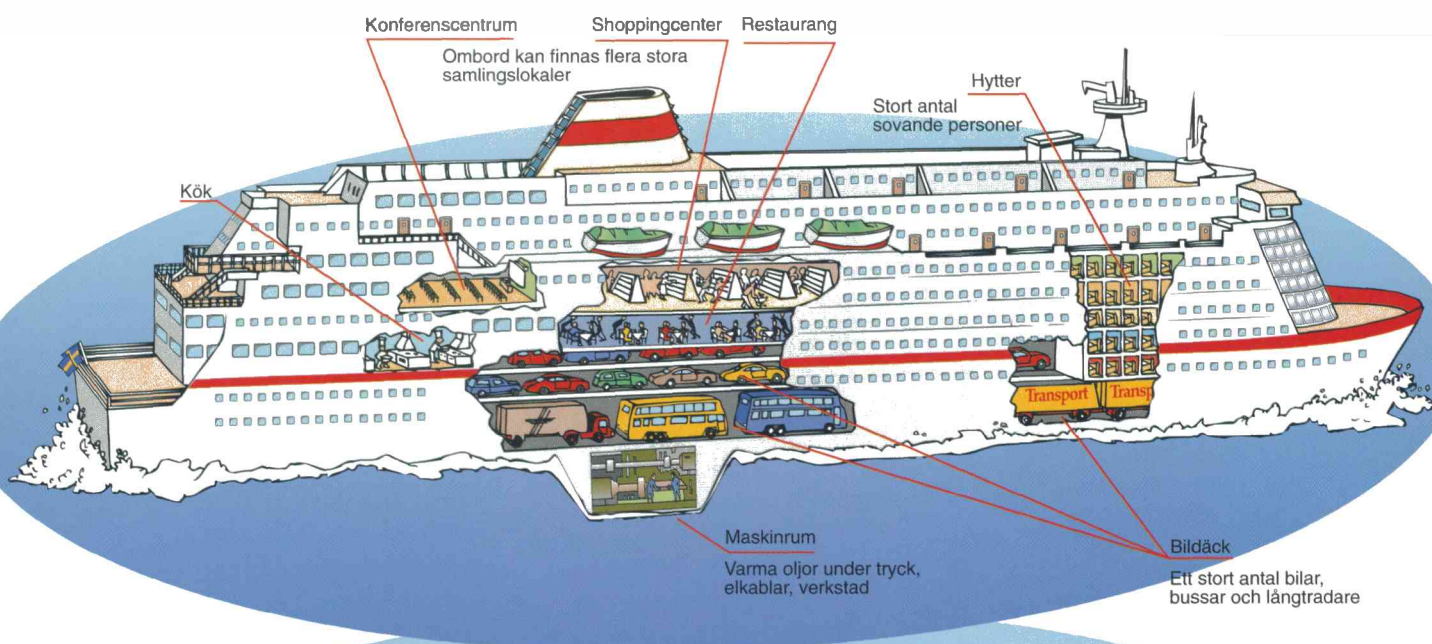 Konferenscentrum
Ombord kan finnas flera stora
samlingslokaler
Shoppingcenter
Restaurang
Hytter
Stort antal
sovande personer
Kök
Transport
Transp
Maskinrum
Varma oljor under tryck,
elkablar, verkstad
Bildäck
Ett stort antal bilar,
bussar och långtradare